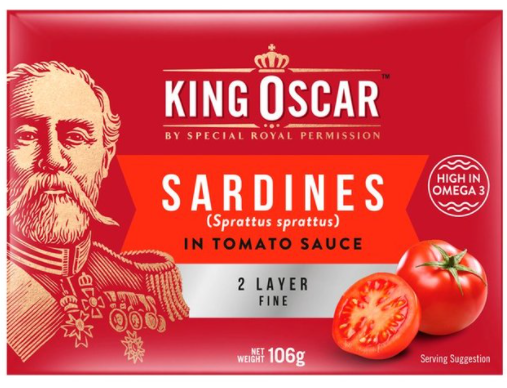 KING OSCAR™
BY SPECIAL ROYAL PERMISSION
SARDINES
(Sprattus sprattus)
IN TOMATO SAUCE
HIGH IN
OMEGA 3
2 LAYER
FINE
NET
WEIGHT 106g
Serving Suggestion